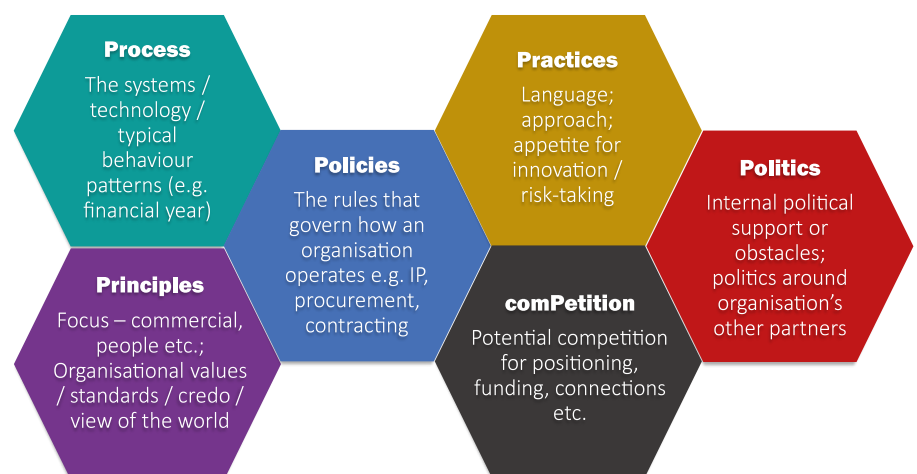 Process
The systems /
technology /
typical
behaviour
patterns (e.g.
financial year)
Principles
Focus – commercial,
people etc.;
Organisational values
/ standards / credo /
view of the world
Policies
The rules that
govern how an
organisation
operates e.g. IP,
procurement,
contracting
Practices
Language;
approach;
appetite for
innovation /
risk-taking
comPetition
Potential competition
for positioning,
funding, connections
etc.
Politics
Internal political
support or
obstacles;
politics around
organisation’s
other partners